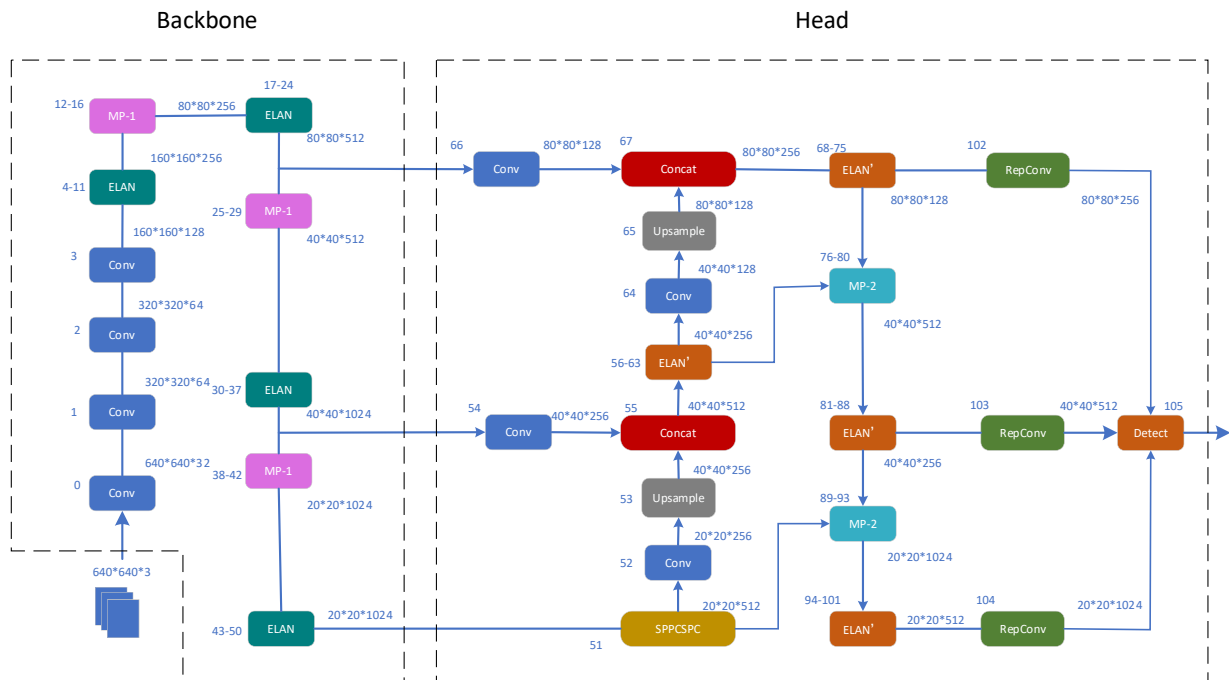 Backbone
Head
12-16
MP-1
80*80*256
17-24
ELAN
80*80*512
160*160*256
4-11
ELAN
160*160*128
3
Conv
320*320*64
2
Conv
320*320*64
1
Conv
640*640*32
0
Conv
640*640*3
25-29
MP-1
40*40*512
30-37
ELAN
40*40*1024
38-42
MP-1
20*20*1024
43-50
ELAN
20*20*1024
66
Conv
80*80*128
67
Concat
80*80*256
68-75
ELAN'
80*80*128
102
RepConv
80*80*256
80*80*128
65
Upsample
40*40*128
64
Conv
40*40*256
56-63
ELAN'
76-80
MP-2
40*40*512
54
Conv
40*40*256
55
40*40*512
Concat
81-88
ELAN'
40*40*256
103
RepConv
40*40*512
105
Detect
40*40*256
53
Upsample
20*20*256
52
Conv
20*20*512
SPPCSPC
51
89-93
MP-2
20*20*1024
94-101
ELAN'
20*20*512
104
RepConv
20*20*1024